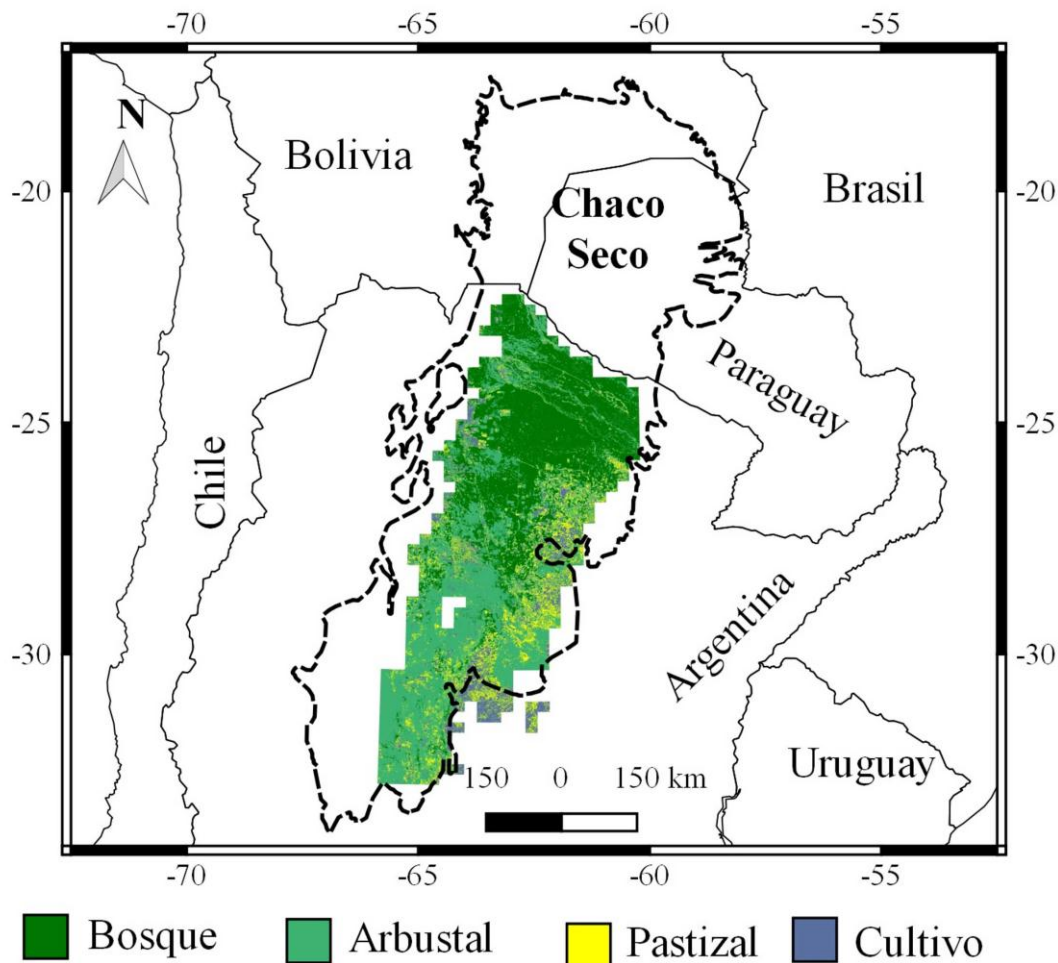 -70 -65 -60 -55
N
Bolivia
Brasil
-20 -20
Chaco
Seco
Paraguay
-25 -25
Chile
Argentina
-30 -30
150 0 150 km
Uruguay
-70 -65 -60 -55
Bosque Arbustal Pastizal Cultivo